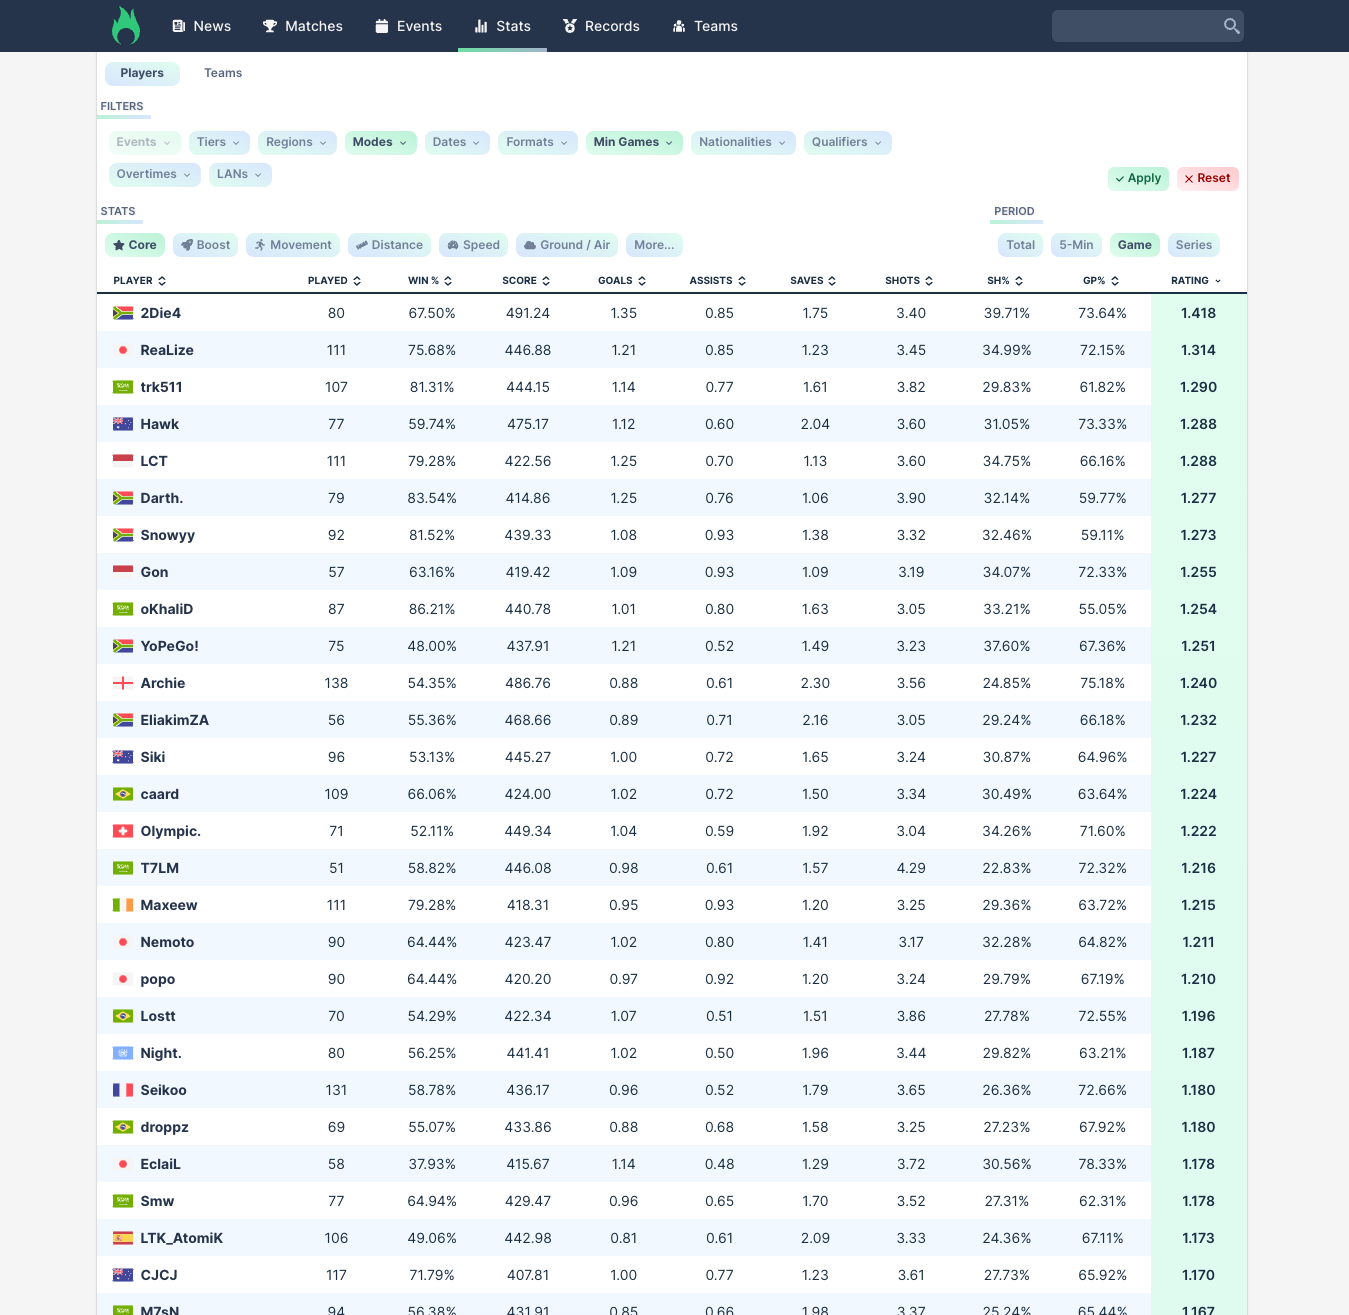 News Matches Events Stats Records Teams
Players Teams
FILTERS
Events Tiers Regions Modes Dates Formats Min Games Nationalities Qualifiers
Overtimes LANs Apply Reset
STATS PERIOD
Core Boost Movement Distance Speed Ground / Air More... Total 5-Min Game Series
PLAYER PLAYED WIN % SCORE GOALS ASSISTS SAVES SHOTS SH% GP% RATING
2Die4 80 67.50% 491.24 1.35 0.85 1.75 3.40 39.71% 73.64% 1.418
ReaLize 111 75.68% 446.88 1.21 0.85 1.23 3.45 34.99% 72.15% 1.314
trk511 107 81.31% 444.15 1.14 0.77 1.61 3.82 29.83% 61.82% 1.290
Hawk 77 59.74% 475.17 1.12 0.60 2.04 3.60 31.05% 73.33% 1.288
LCT 111 79.28% 422.56 1.25 0.70 1.13 3.60 34.75% 66.16% 1.288
Darth. 79 83.54% 414.86 1.25 0.76 1.06 3.90 32.14% 59.77% 1.277
Snowyy 92 81.52% 439.33 1.08 0.93 1.38 3.32 32.46% 59.11% 1.273
Gon 57 63.16% 419.42 1.09 0.93 1.09 3.19 34.07% 72.33% 1.255
oKhaliD 87 86.21% 440.78 1.01 0.80 1.63 3.05 33.21% 55.05% 1.254
YoPeGo! 75 48.00% 437.91 1.21 0.52 1.49 3.23 37.60% 67.36% 1.251
Archie 138 54.35% 486.76 0.88 0.61 2.30 3.56 24.85% 75.18% 1.240
EliakimZA 56 55.36% 468.66 0.89 0.71 2.16 3.05 29.24% 66.18% 1.232
Siki 96 53.13% 445.27 1.00 0.72 1.65 3.24 30.87% 64.96% 1.227
caard 109 66.06% 424.00 1.02 0.72 1.50 3.34 30.49% 63.64% 1.224
Olympic. 71 52.11% 449.34 1.04 0.59 1.92 3.04 34.26% 71.60% 1.222
T7LM 51 58.82% 446.08 0.98 0.61 1.57 4.29 22.83% 72.32% 1.216
Maxeew 111 79.28% 418.31 0.95 0.93 1.20 3.25 29.36% 63.72% 1.215
Nemoto 90 64.44% 423.47 1.02 0.80 1.41 3.17 32.28% 64.82% 1.211
popo 90 64.44% 420.20 0.97 0.92 1.20 3.24 29.79% 67.19% 1.210
Lostt 70 54.29% 422.34 1.07 0.51 1.51 3.86 27.78% 72.55% 1.196
Night. 80 56.25% 441.41 1.02 0.50 1.96 3.44 29.82% 63.21% 1.187
Seikoo 131 58.78% 436.17 0.96 0.52 1.79 3.65 26.36% 72.66% 1.180
droppz 69 55.07% 433.86 0.88 0.68 1.58 3.25 27.23% 67.92% 1.180
EclaiL 58 37.93% 415.67 1.14 0.48 1.29 3.72 30.56% 78.33% 1.178
Smw 77 64.94% 429.47 0.96 0.65 1.70 3.52 27.31% 62.31% 1.178
LTK_AtomiK 106 49.06% 442.98 0.81 0.61 2.09 3.33 24.36% 67.11% 1.173
CJCJ 117 71.79% 407.81 1.00 0.77 1.23 3.61 27.73% 65.92% 1.170
M7sN 94 56.38% 431.91 0.85 0.66 1.98 3.37 25.24% 65.44% 1.167